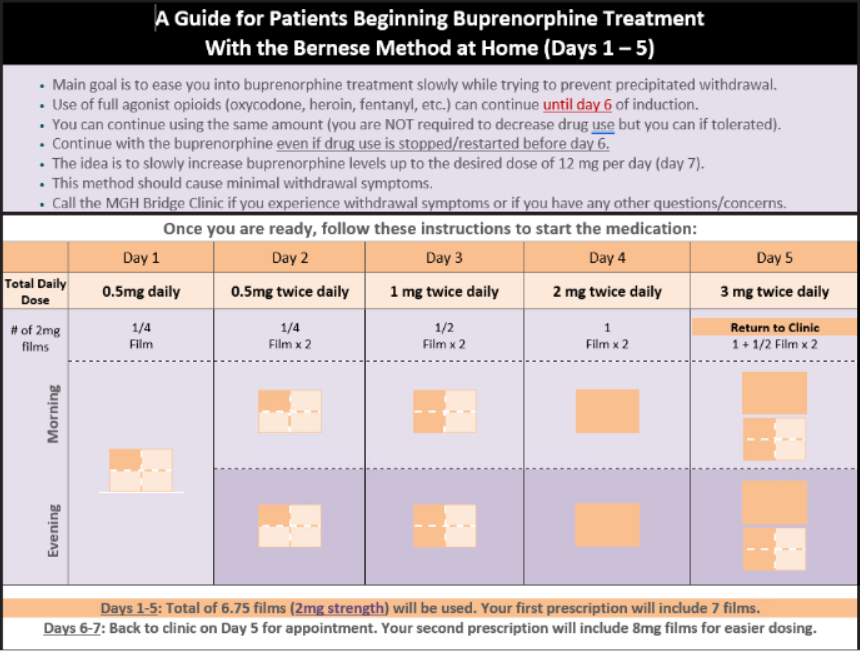 A Guide for Patients Beginning Buprenorphine Treatment
With the Bernese Method at Home (Days 1 – 5)
• Main goal is to ease you into buprenorphine treatment slowly while trying to prevent precipitated withdrawal.
• Use of full agonist opioids (oxycodone, heroin, fentanyl, etc.) can continue until day 6 of induction.
• You can continue using the same amount (you are NOT required to decrease drug use but you can if tolerated).
• Continue with the buprenorphine even if drug use is stopped/restarted before day 6.
• The idea is to slowly increase buprenorphine levels up to the desired dose of 12 mg per day (day 7).
• This method should cause minimal withdrawal symptoms.
• Call the MGH Bridge Clinic if you experience withdrawal symptoms or if you have any other questions/concerns.
Once you are ready, follow these instructions to start the medication:
Day 1 Day 2 Day 3 Day 4 Day 5
Total Daily
Dose
0.5mg daily 0.5mg twice daily 1 mg twice daily 2 mg twice daily 3 mg twice daily
# of 2mg
films
1/4
Film
1/4
Film x 2
1/2
Film x 2
1
Film x 2
Return to Clinic
1 + 1/2 Film x 2
Morning
Evening
Days 1-5: Total of 6.75 films (2mg strength) will be used. Your first prescription will include 7 films.
Days 6-7: Back to clinic on Day 5 for appointment. Your second prescription will include 8mg films for easier dosing.